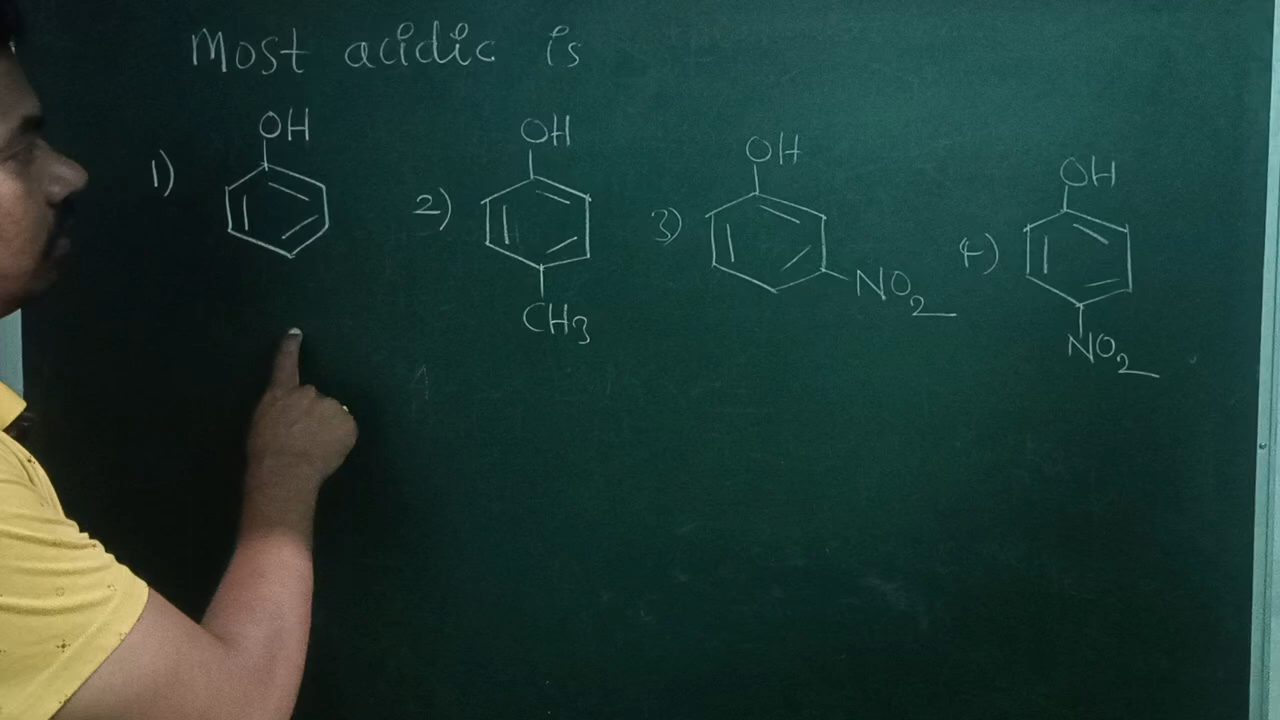 Most acidic is
1) OH
2) OH
CH3
3) OH
NO2
4) OH
NO2